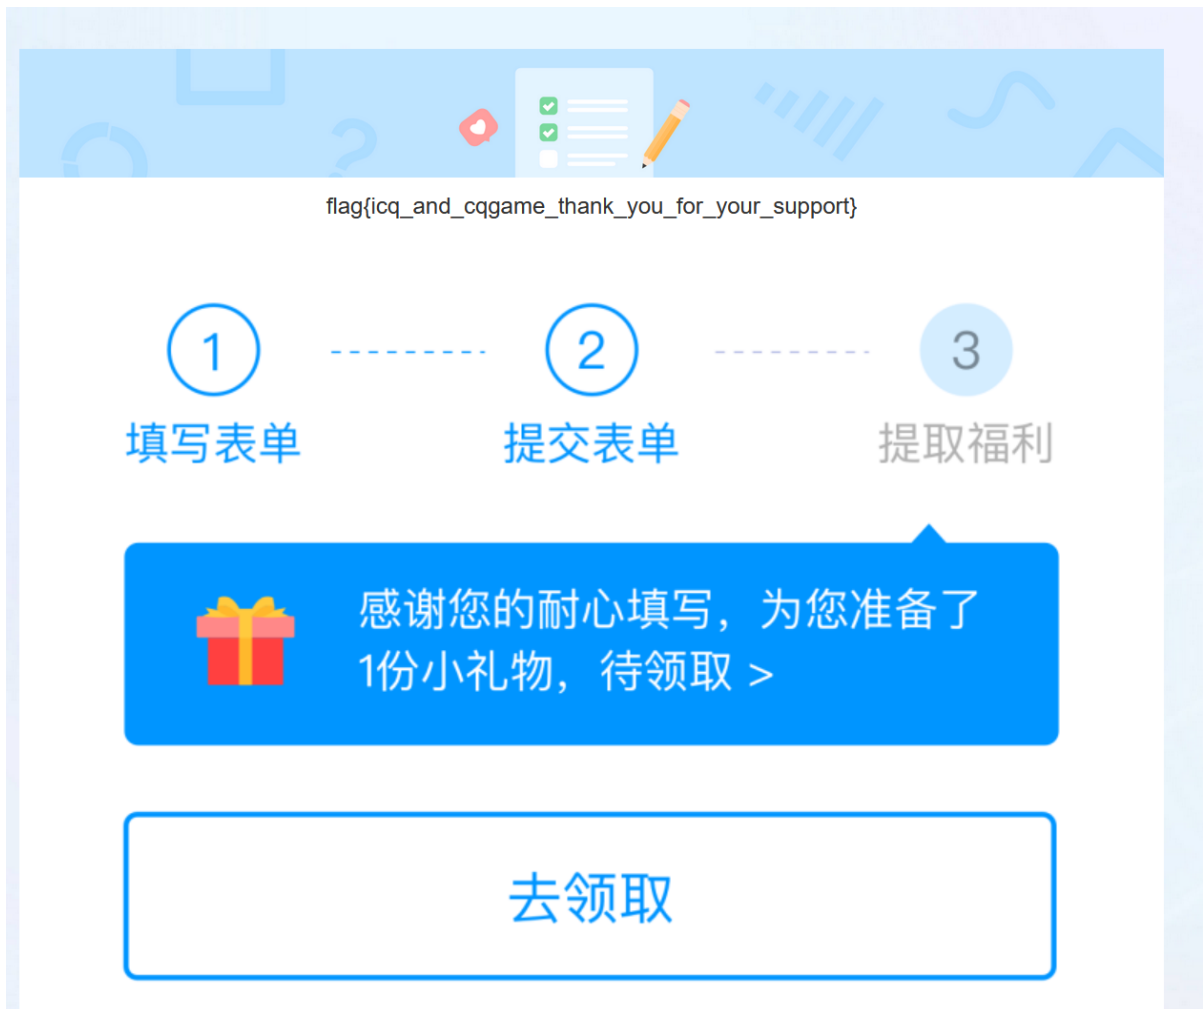 flag{icq_and_cqgame_thank_you_for_your_support}
1 2 3
填写表单 提交表单 提取福利
感谢您的耐心填写，为您准备了
1份小礼物，待领取 >
去领取